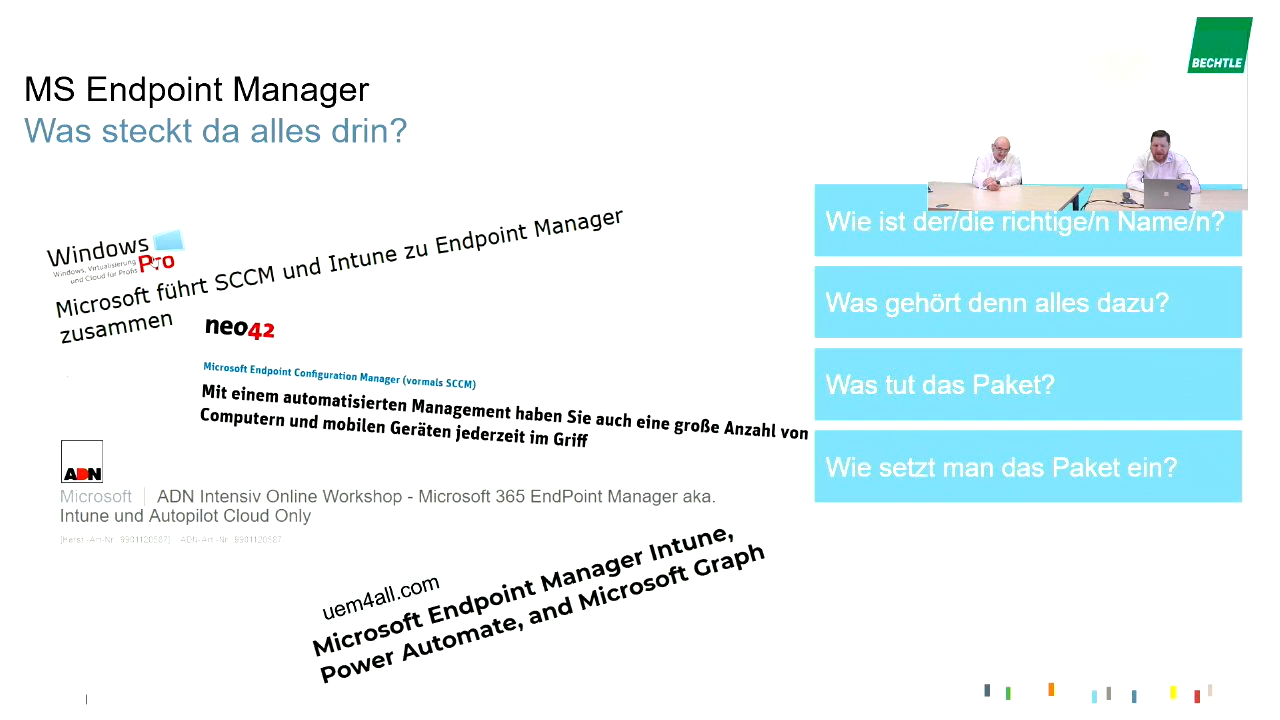 BECHTLE
MS Endpoint Manager
Was steckt da alles drin?
Windows
Pro
Windows, Virtualisierung
und Cloud für Profis
Microsoft führt SCCM und Intune zu Endpoint Manager
zusammen
neo42
Microsoft Endpoint Configuration Manager (vormals SCCM)
Mit einem automatisierten Management haben Sie auch eine große Anzahl von
Computern und mobilen Geräten jederzeit im Griff
ADN
Microsoft | ADN Intensiv Online Workshop - Microsoft 365 EndPoint Manager aka.
Intune und Autopilot Cloud Only
uem4all.com
Microsoft Endpoint Manager Intune,
Power Automate, and Microsoft Graph
Wie ist der/die richtige/n Name/n?
Was gehört denn alles dazu?
Was tut das Paket?
Wie setzt man das Paket ein?